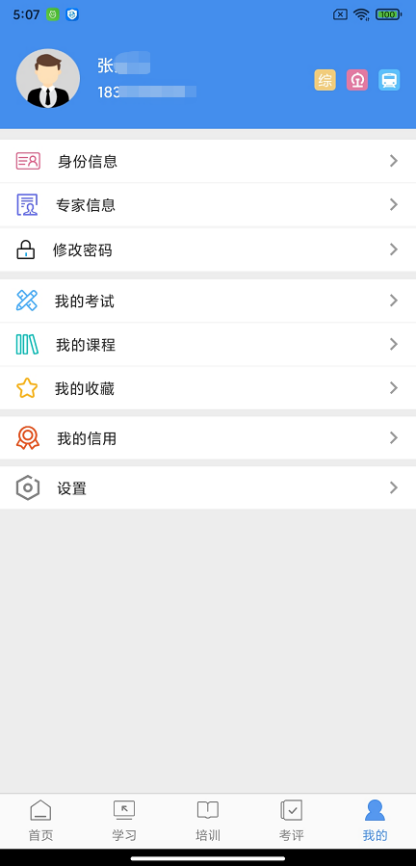 5:07
100
张
183
综
身份信息
专家信息
修改密码
我的考试
我的课程
我的收藏
我的信用
设置
首页 学习 培训 考评 我的